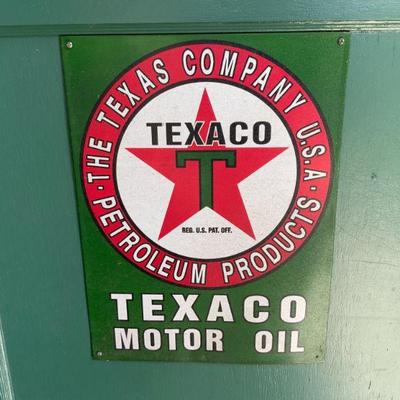 THE TEXAS COMPANY U.S.A.
TEXACO
T
REG. U.S. PAT. OFF.
PETROLEUM PRODUCTS
TEXACO
MOTOR OIL